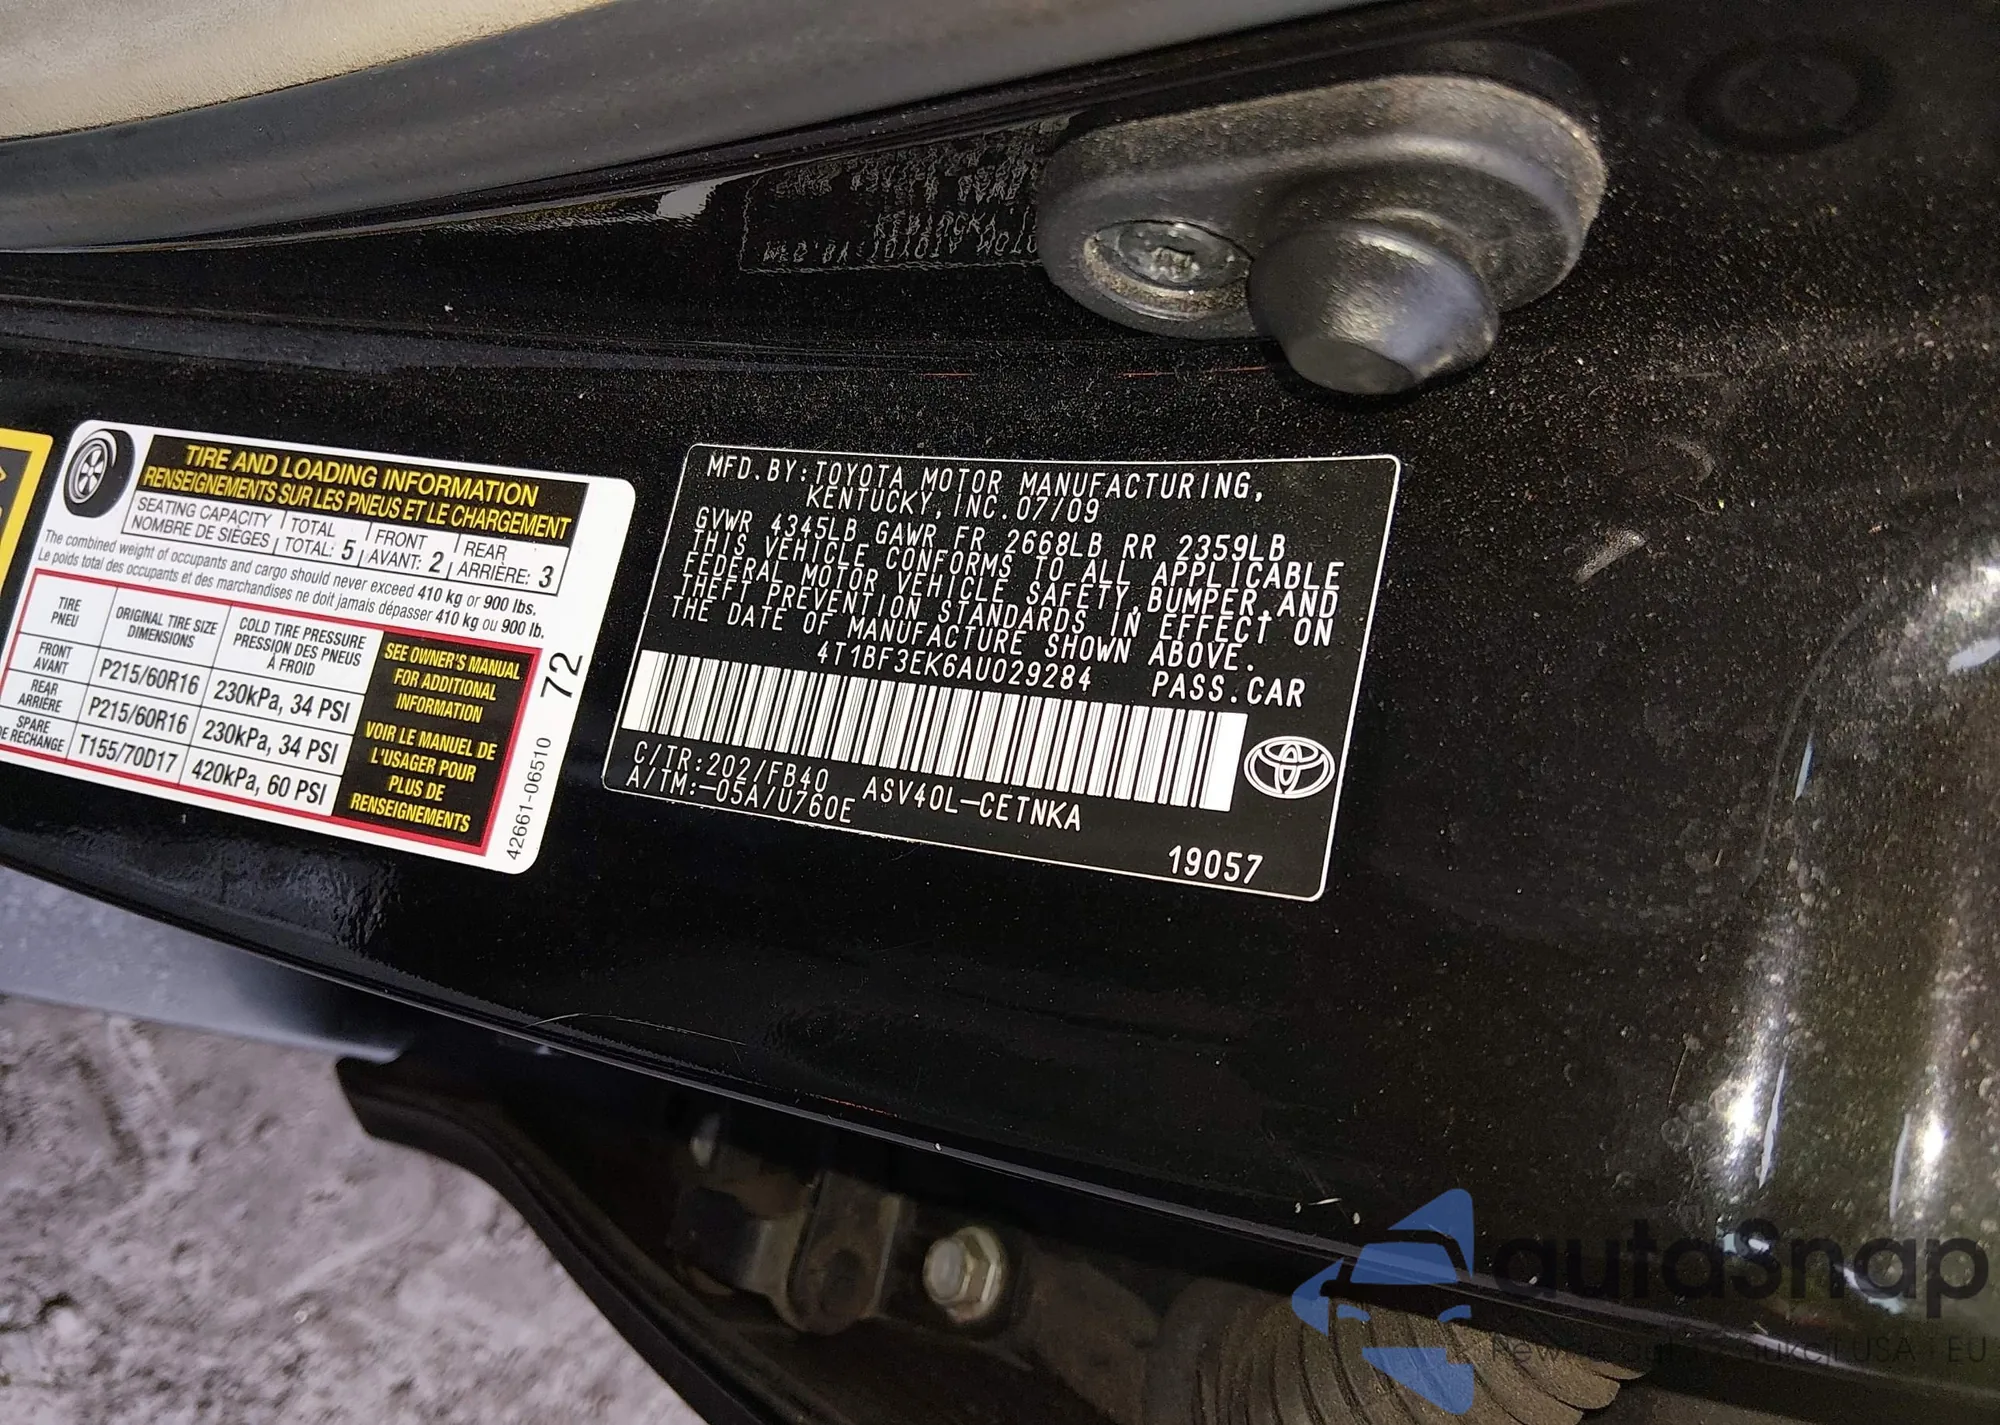 TIRE AND LOADING INFORMATION
RENSEIGNEMENTS SUR LES PNEUS ET LE CHARGEMENT
SEATING CAPACITY
NOMBRE DE SIÈGES
TOTAL
TOTAL: 5
FRONT
AVANT: 2
REAR
ARRIÈRE: 3
The combined weight of occupants and cargo should never exceed 410 kg or 900 lbs.
Le poids total des occupants et des marchandises ne doit jamais dépasser 410 kg ou 900 lb.
TIRE
PNEU
ORIGINAL TIRE SIZE
DIMENSIONS
COLD TIRE PRESSURE
PRESSION DES PNEUS
À FROID
FRONT
AVANT
P215/60R16
230kPa, 34 PSI
REAR
ARRIÈRE
P215/60R16
230kPa, 34 PSI
SPARE
DE RECHANGE
T155/70D17
420kPa, 60 PSI
SEE OWNER'S MANUAL
FOR ADDITIONAL
INFORMATION
VOIR LE MANUEL DE
L'USAGER POUR
PLUS DE
RENSEIGNEMENTS
42661-06510
72
MFD.BY:TOYOTA MOTOR MANUFACTURING,
KENTUCKY,INC.07/09
GVWR 4345LB GAWR FR 2668LB RR 2359LB
THIS VEHICLE CONFORMS TO ALL APPLICABLE
FEDERAL MOTOR VEHICLE SAFETY,BUMPER,AND
THEFT PREVENTION STANDARDS IN EFFECT ON
THE DATE OF MANUFACTURE SHOWN ABOVE.
4T1BF3EK6AU029284 PASS.CAR
C/TR:202/FB40 ASV40L-CETNKA
A/TM:-05A/U760E
19057
autaSnap
USA i EU